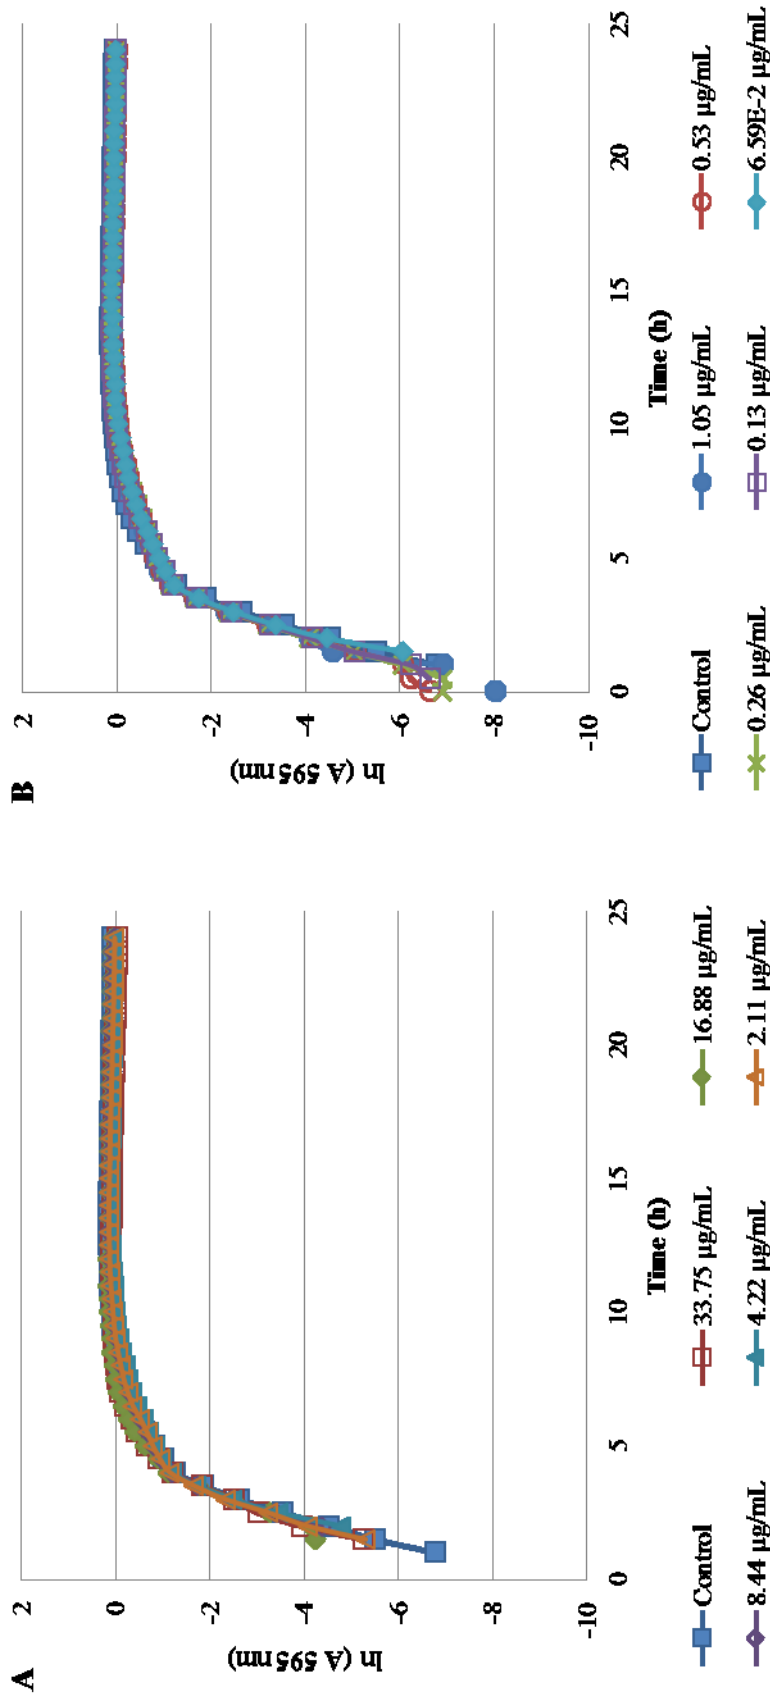 A
2
0
-2
-4
-6
-8
-10
ln (A 595 nm)
0
5
10
15
20
25
Time (h)
Control
33.75 µg/mL
16.88 µg/mL
8.44 µg/mL
4.22 µg/mL
2.11 µg/mL
B
2
0
-2
-4
-6
-8
-10
ln (A 595 nm)
0
5
10
15
20
25
Time (h)
Control
1.05 µg/mL
0.53 µg/mL
0.26 µg/mL
0.13 µg/mL
6.59E-2 µg/mL